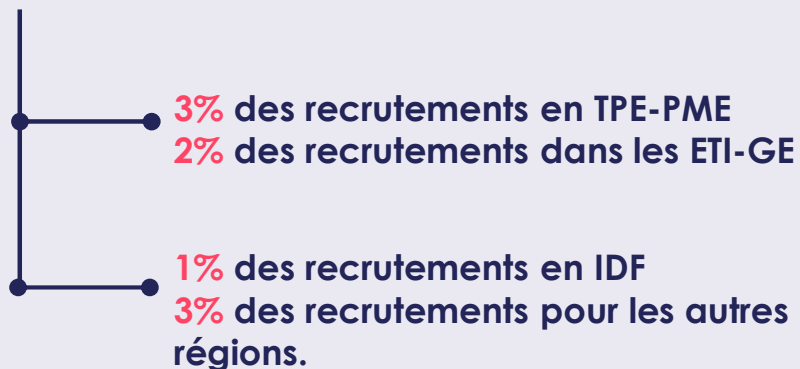 3% des recrutements en TPE-PME
2% des recrutements dans les ETI-GE
1% des recrutements en IDF
3% des recrutements pour les autres
régions.